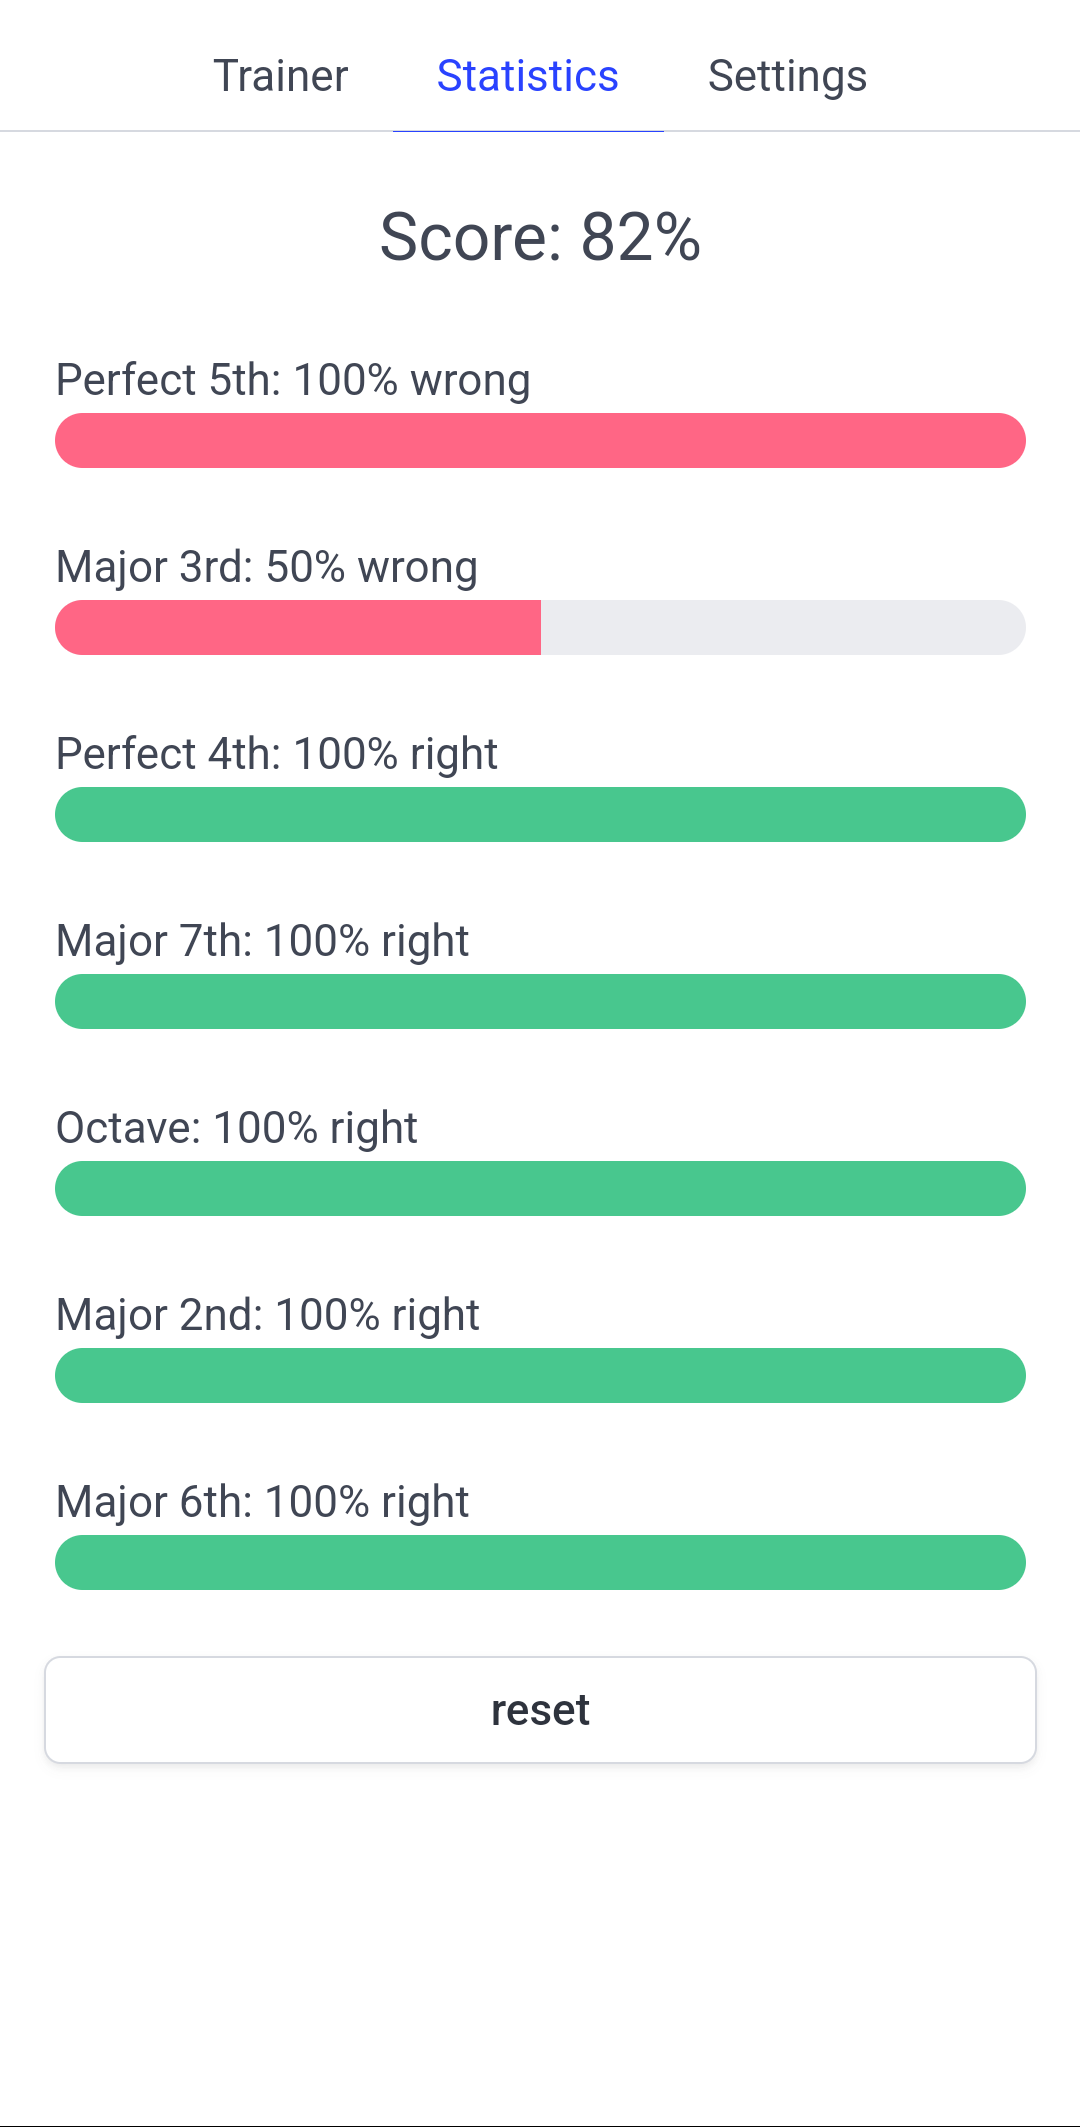 Trainer Statistics Settings
Score: 82%
Perfect 5th: 100% wrong
Major 3rd: 50% wrong
Perfect 4th: 100% right
Major 7th: 100% right
Octave: 100% right
Major 2nd: 100% right
Major 6th: 100% right
reset